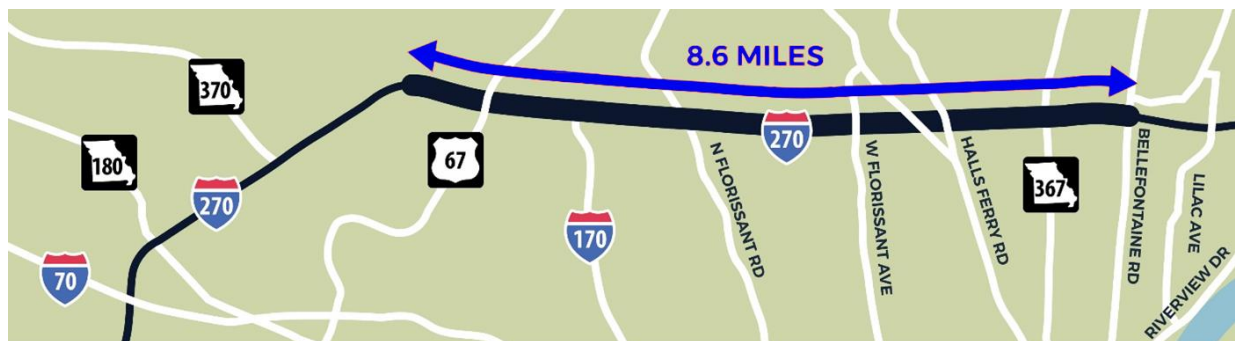 8.6 MILES
370
180
270
70
67
170
N FLORISSANT RD
270
W FLORISSANT AVE
HALLS FERRY RD
367
BELLEFONTAINE RD
LILAC AVE
RIVERVIEW DR